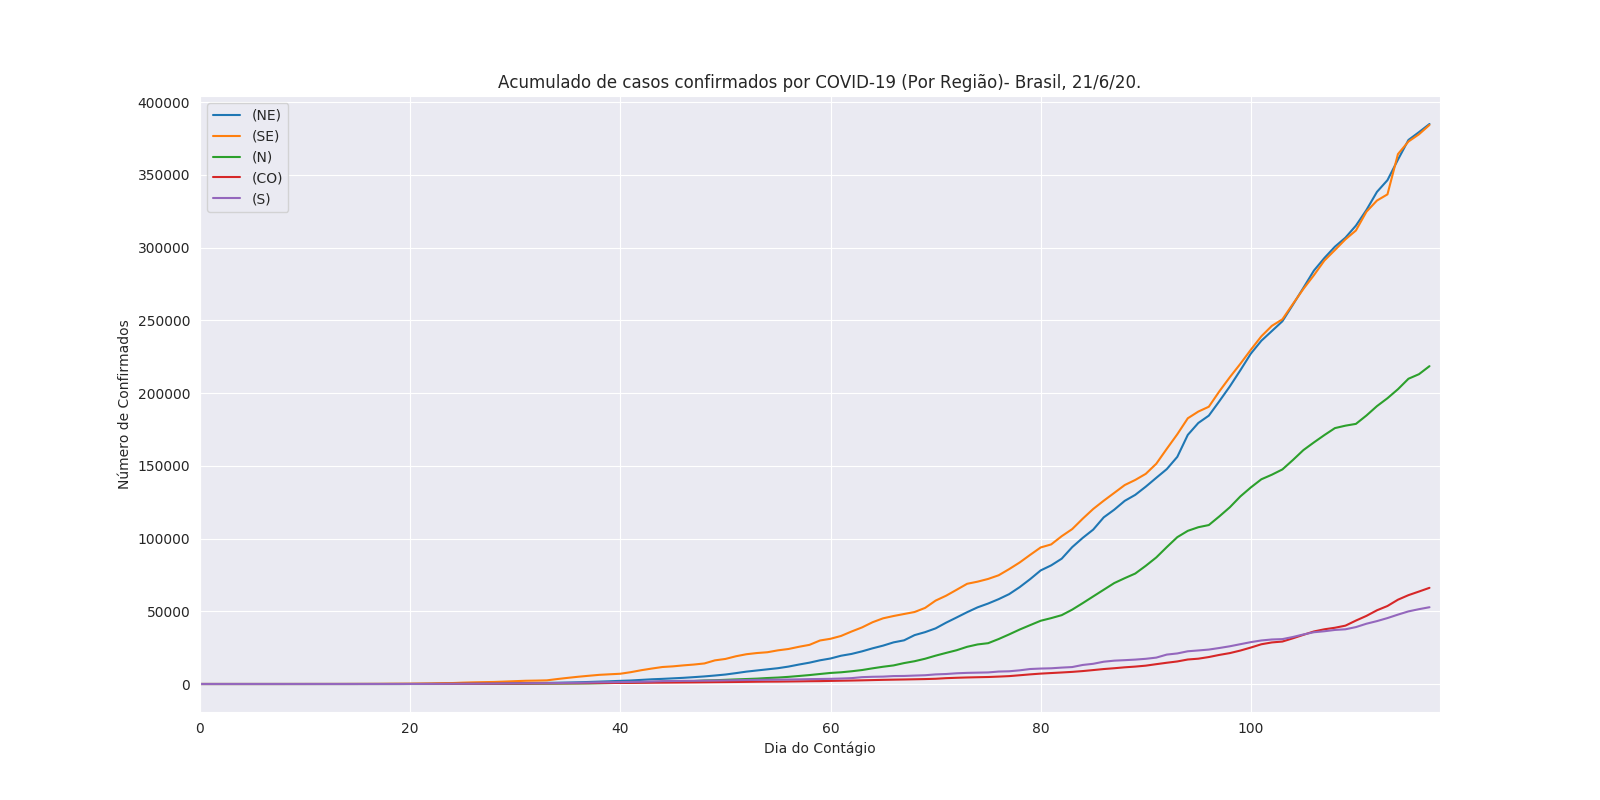 Acumulado de casos confirmados por COVID-19 (Por Região)- Brasil, 21/6/20.
(NE)
(SE)
(N)
(CO)
(S)
Número de Confirmados
400000
350000
300000
250000
200000
150000
100000
50000
0
0 20 40 60 80 100
Dia do Contágio